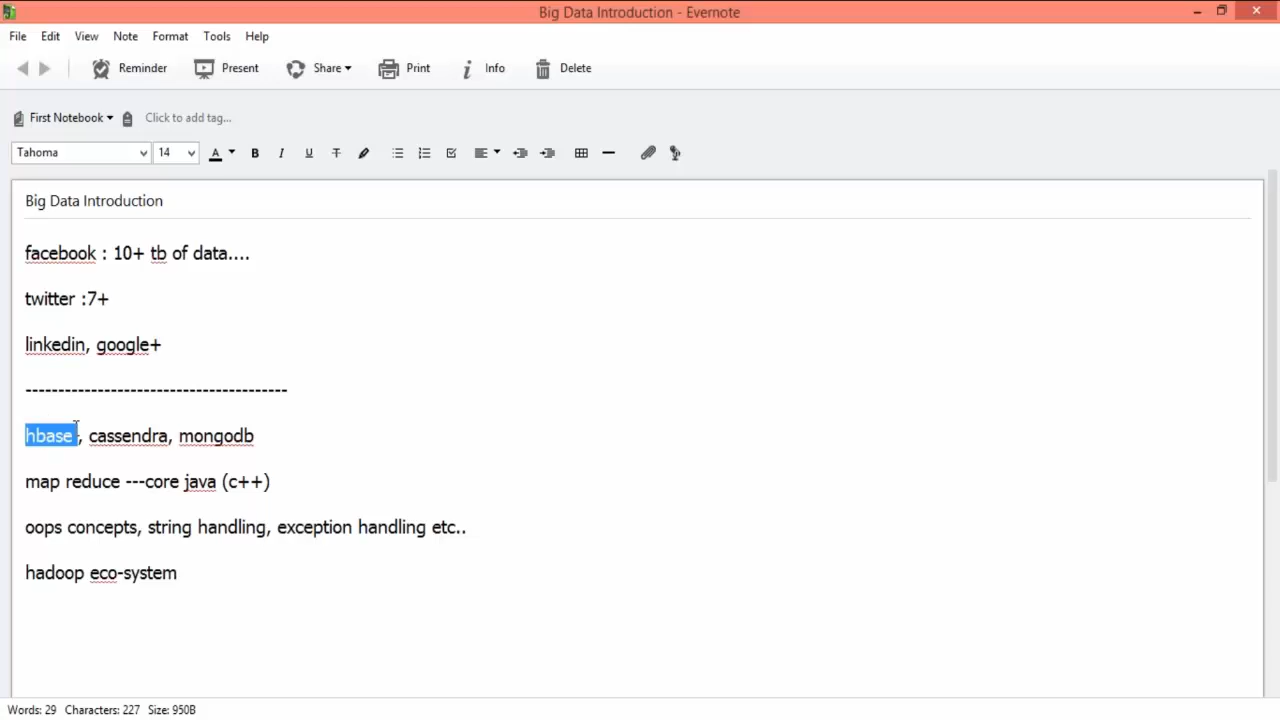 Big Data Introduction - Evernote
File Edit View Note Format Tools Help
Reminder Present Share Print Info Delete
First Notebook Click to add tag...
Tahoma 14 A B I U T
Big Data Introduction
facebook : 10+ tb of data....
twitter :7+
linkedin, google+
----------------------------------------
hbase , cassendra, mongodb
map reduce ---core java (c++)
oops concepts, string handling, exception handling etc..
hadoop eco-system
Words: 29 Characters: 227 Size: 950B